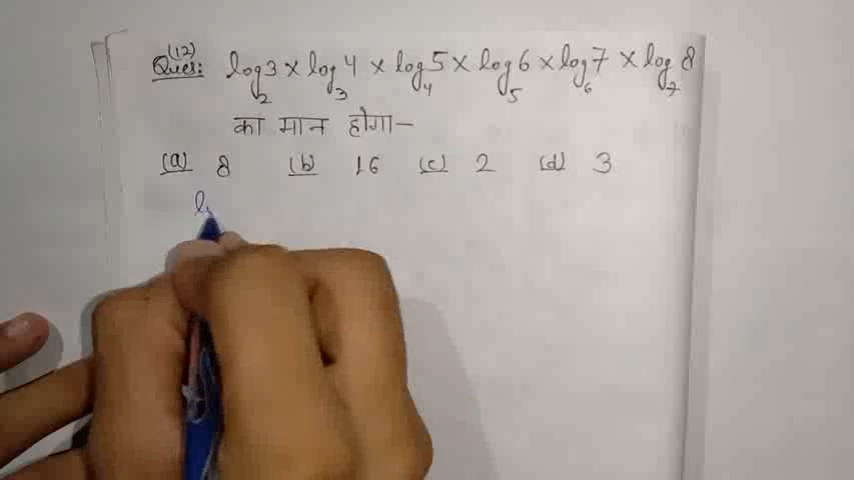 (12)
Ques: log₂3 × log₃4 × log₄5 × log₅6 × log₆7 × log₇8
का मान होगा—
(a) 8 (b) 16 (c) 2 (d) 3